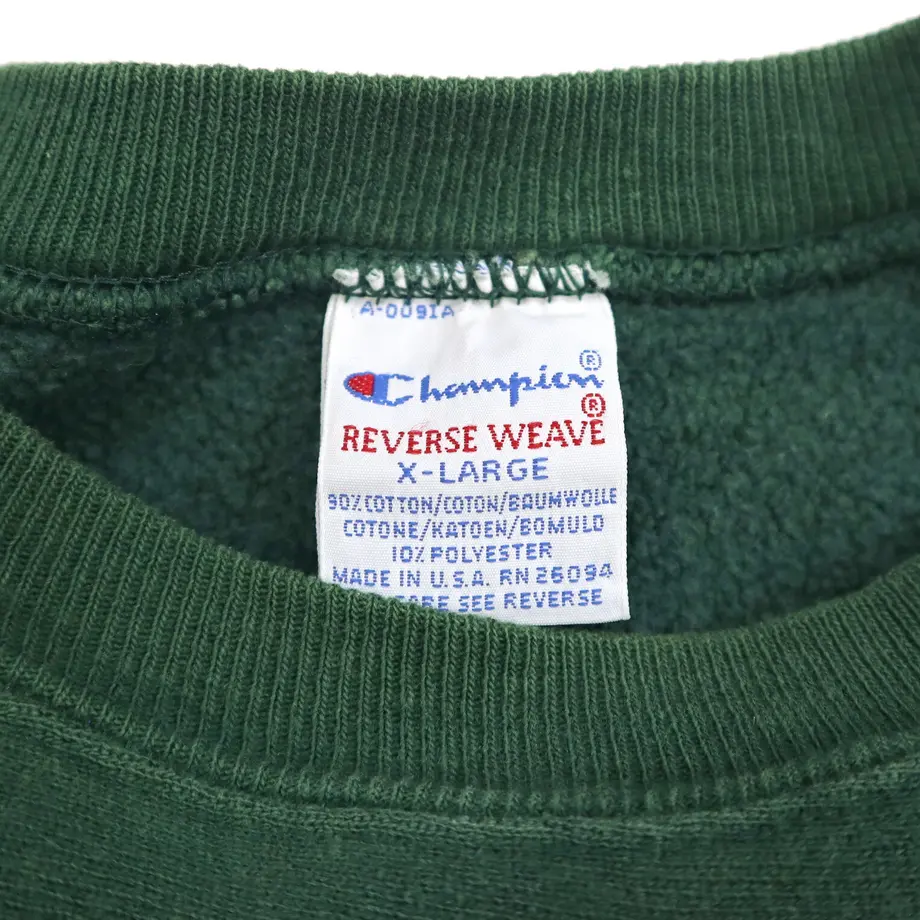 A-009IA
Champion®
REVERSE WEAVE®
X-LARGE
90% COTTON/COTON/BAUMWOLLE
COTONE/KATOEN/BOMULD
10% POLYESTER
MADE IN U.S.A. RN 26094
CARE SEE REVERSE